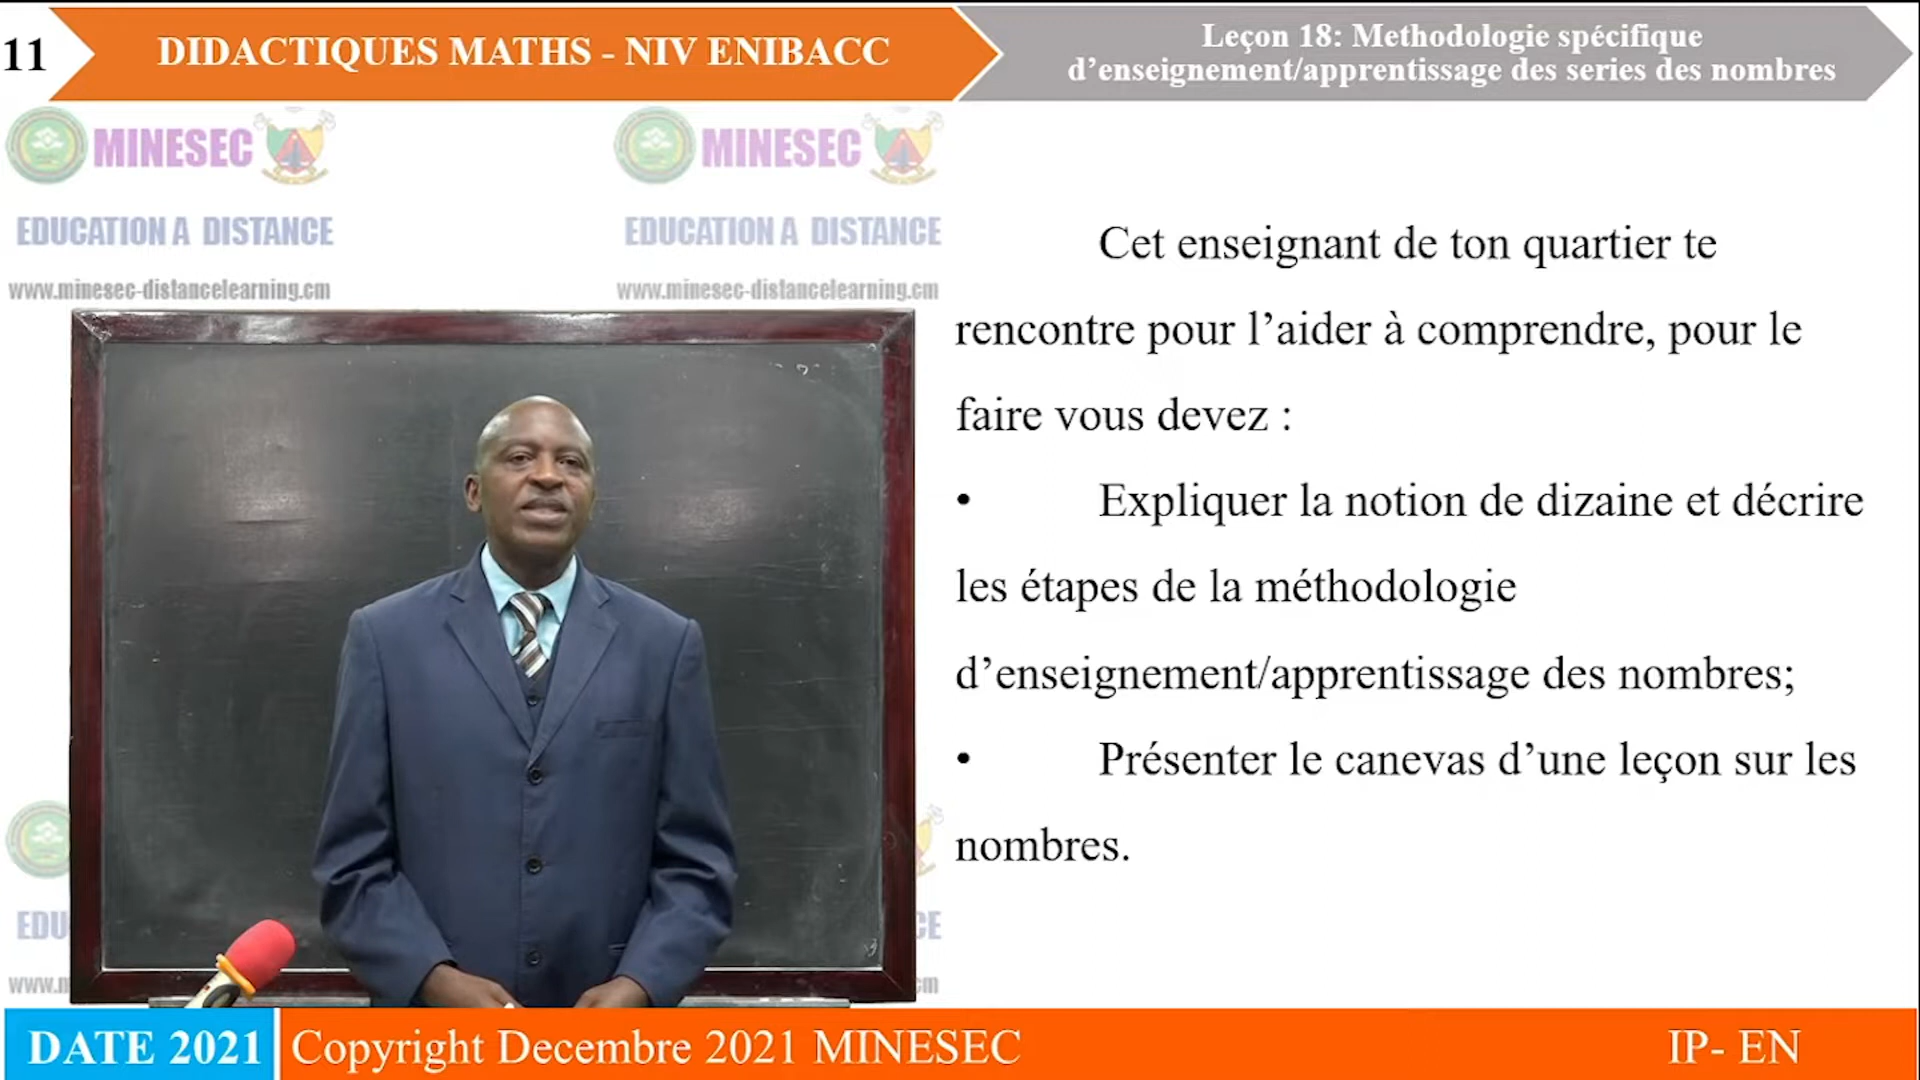 11
DIDACTIQUES MATHS - NIV ENIBACC
Leçon 18: Methodologie spécifique
d’enseignement/apprentissage des series des nombres
MINESEC
MINESEC
EDUCATION A DISTANCE
EDUCATION A DISTANCE
www.minesec-distancelearning.cm
www.minesec-distancelearning.cm
Cet enseignant de ton quartier te
rencontre pour l’aider à comprendre, pour le
faire vous devez :
• Expliquer la notion de dizaine et décrire
les étapes de la méthodologie
d’enseignement/apprentissage des nombres;
• Présenter le canevas d’une leçon sur les
nombres.
DATE 2021
Copyright Decembre 2021 MINESEC
IP- EN